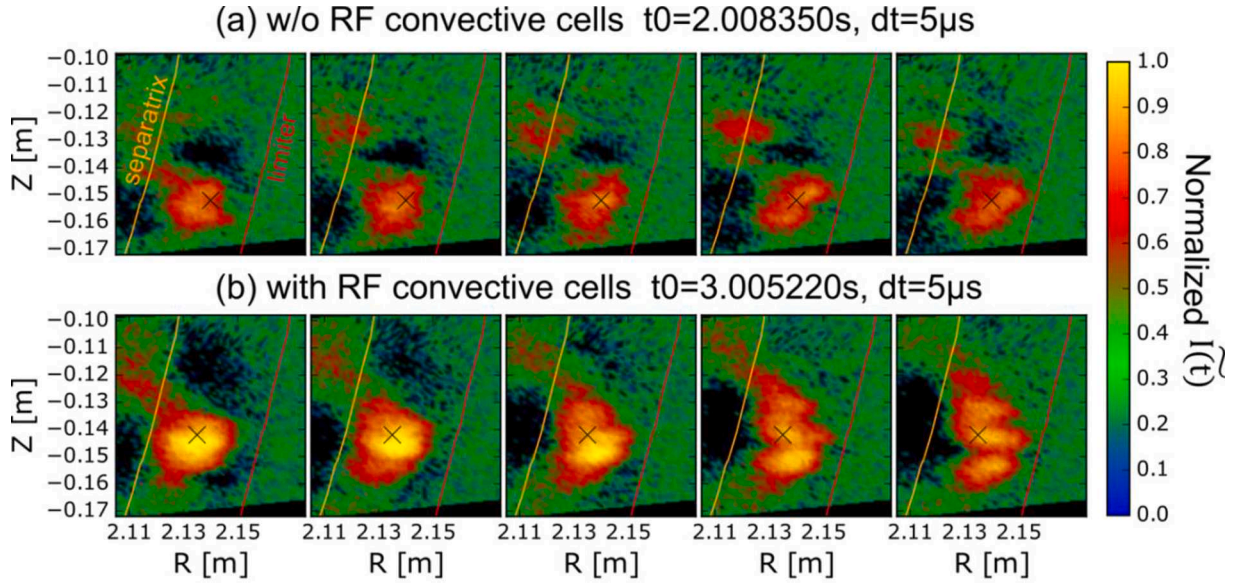 (a) w/o RF convective cells t0=2.008350s, dt=5μs
Z [m]
−0.10
−0.11
−0.12
−0.13
−0.14
−0.15
−0.16
−0.17
separatrix
limiter
(b) with RF convective cells t0=3.005220s, dt=5μs
Z [m]
−0.10
−0.11
−0.12
−0.13
−0.14
−0.15
−0.16
−0.17
2.11 2.13 2.15
2.11 2.13 2.15
2.11 2.13 2.15
2.11 2.13 2.15
2.11 2.13 2.15
R [m]
R [m]
R [m]
R [m]
R [m]
1.0
0.9
0.8
0.7
0.6
0.5
0.4
0.3
0.2
0.1
0.0
Normalized I(t)